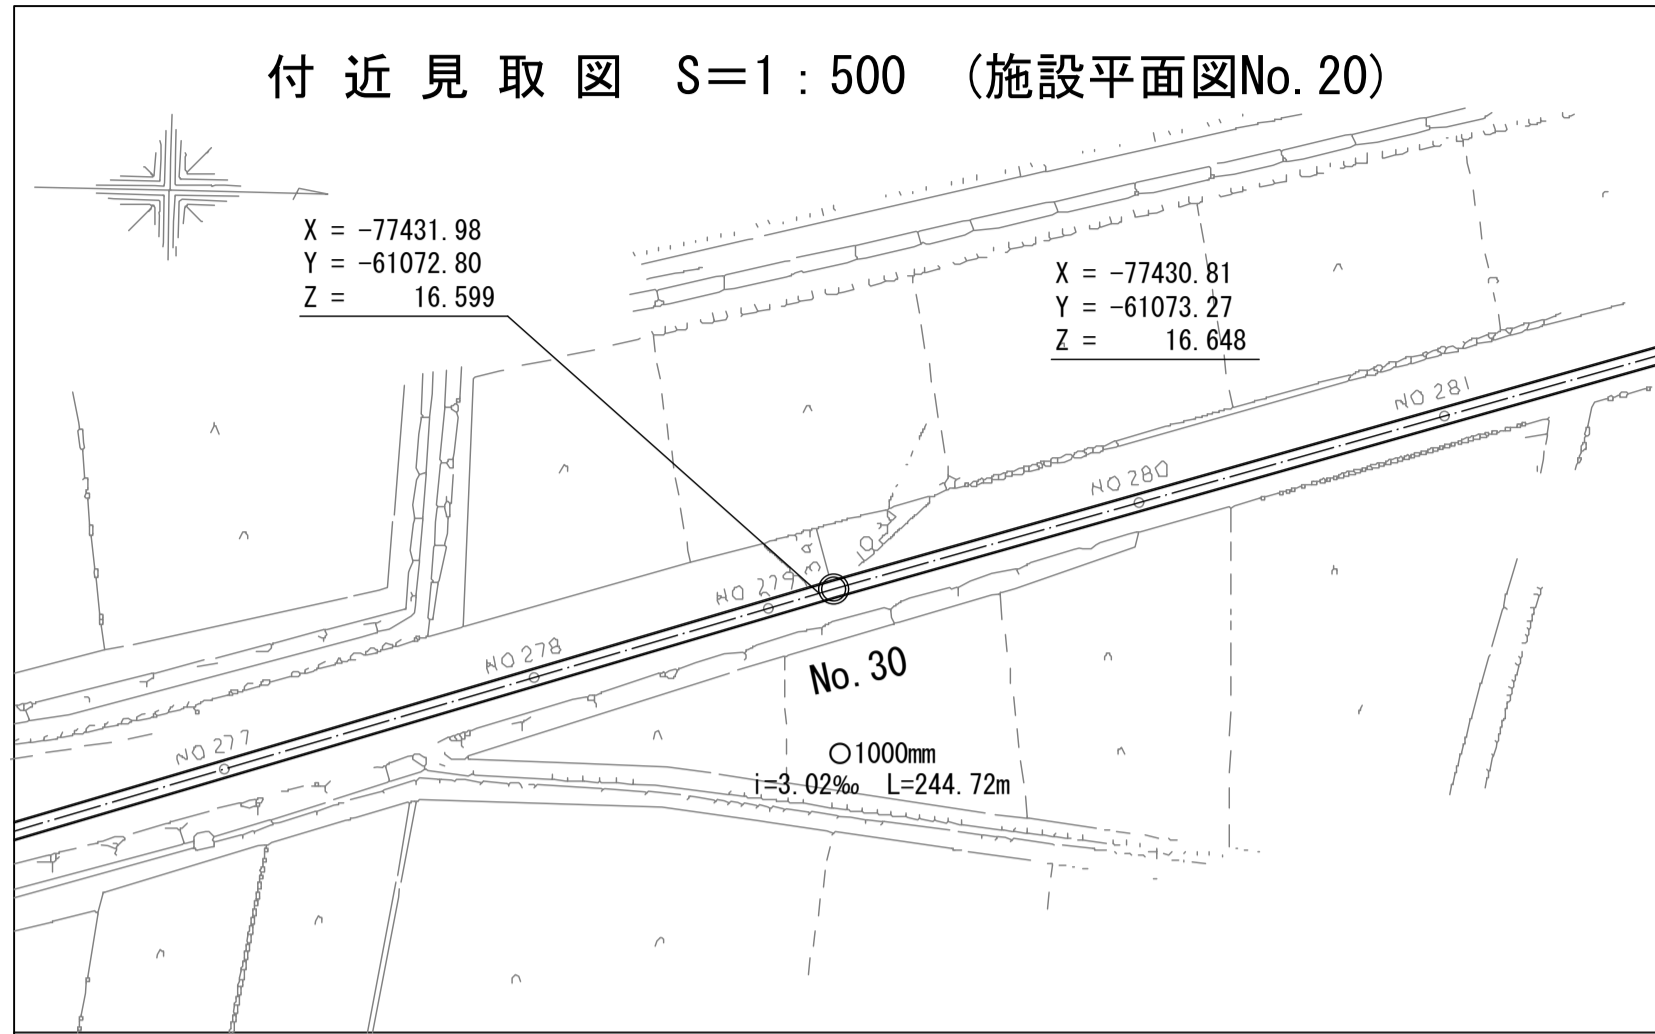 付近見取図 S=1:500 (施設平面図No.20)
X = -77431.98
Y = -61072.80
Z = 16.599
X = -77430.81
Y = -61073.27
Z = 16.648
NO 281
NO 280
NO 279
NO 278
NO 277
No.30
○1000mm
i=3.02‰ L=244.72m